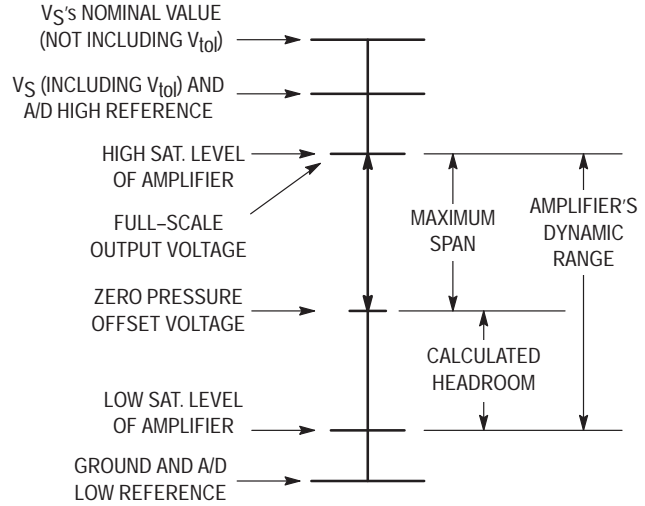 VS's NOMINAL VALUE
(NOT INCLUDING Vtol)
VS (INCLUDING Vtol) AND
A/D HIGH REFERENCE
HIGH SAT. LEVEL
OF AMPLIFIER
FULL–SCALE
OUTPUT VOLTAGE
ZERO PRESSURE
OFFSET VOLTAGE
LOW SAT. LEVEL
OF AMPLIFIER
GROUND AND A/D
LOW REFERENCE
MAXIMUM
SPAN
AMPLIFIER'S
DYNAMIC
RANGE
CALCULATED
HEADROOM